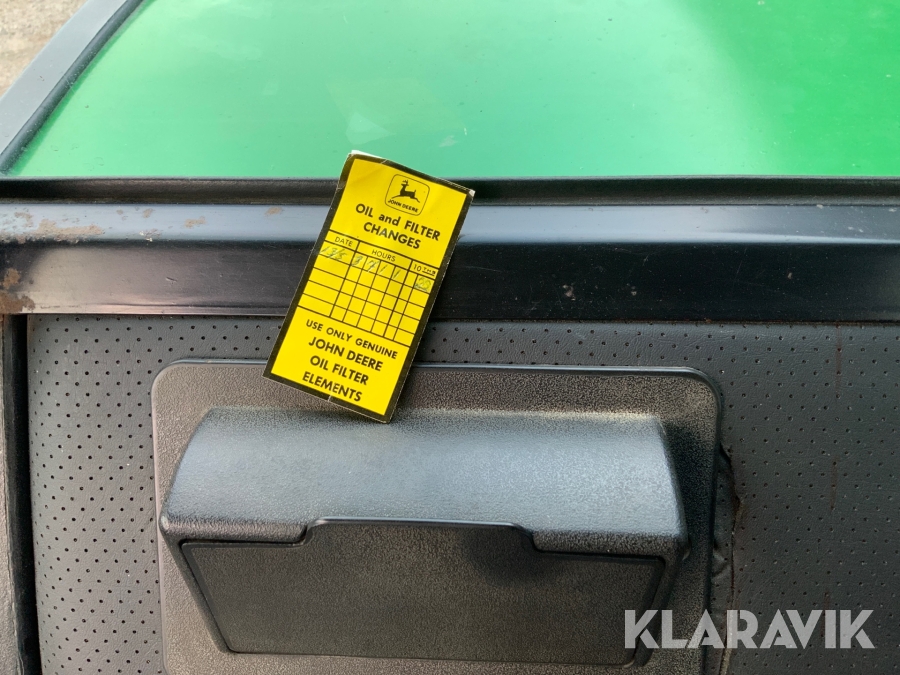 JOHN DEERE
OIL and FILTER
CHANGES
DATE HOURS
USE ONLY GENUINE
JOHN DEERE
OIL FILTER
ELEMENTS
KLARAVIK